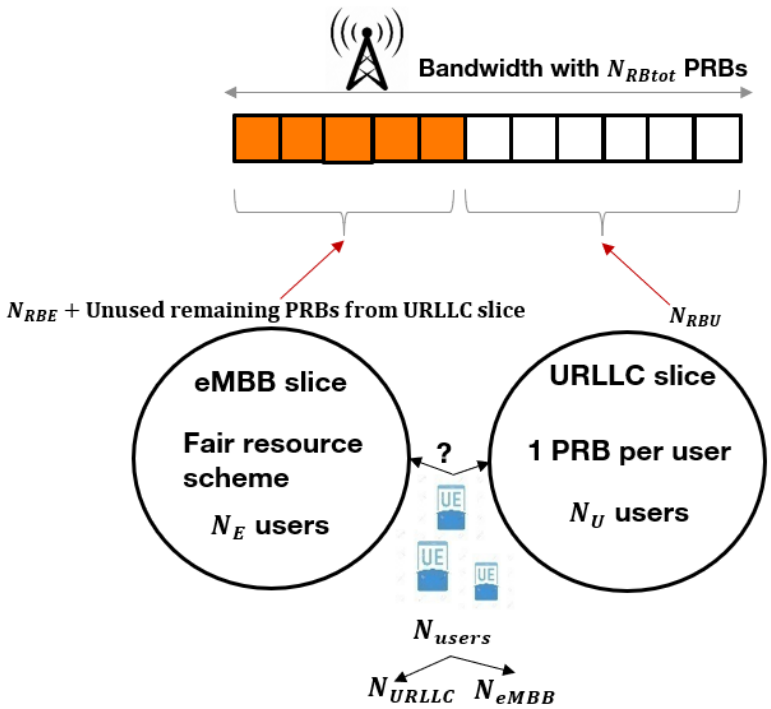 Bandwidth with N_RBtot PRBs
N_RBE + Unused remaining PRBs from URLLC slice
N_RBU
eMBB slice
Fair resource
scheme
N_E users
URLLC slice
1 PRB per user
N_U users
?
UE
UE
UE
N_users
N_URLLC N_eMBB